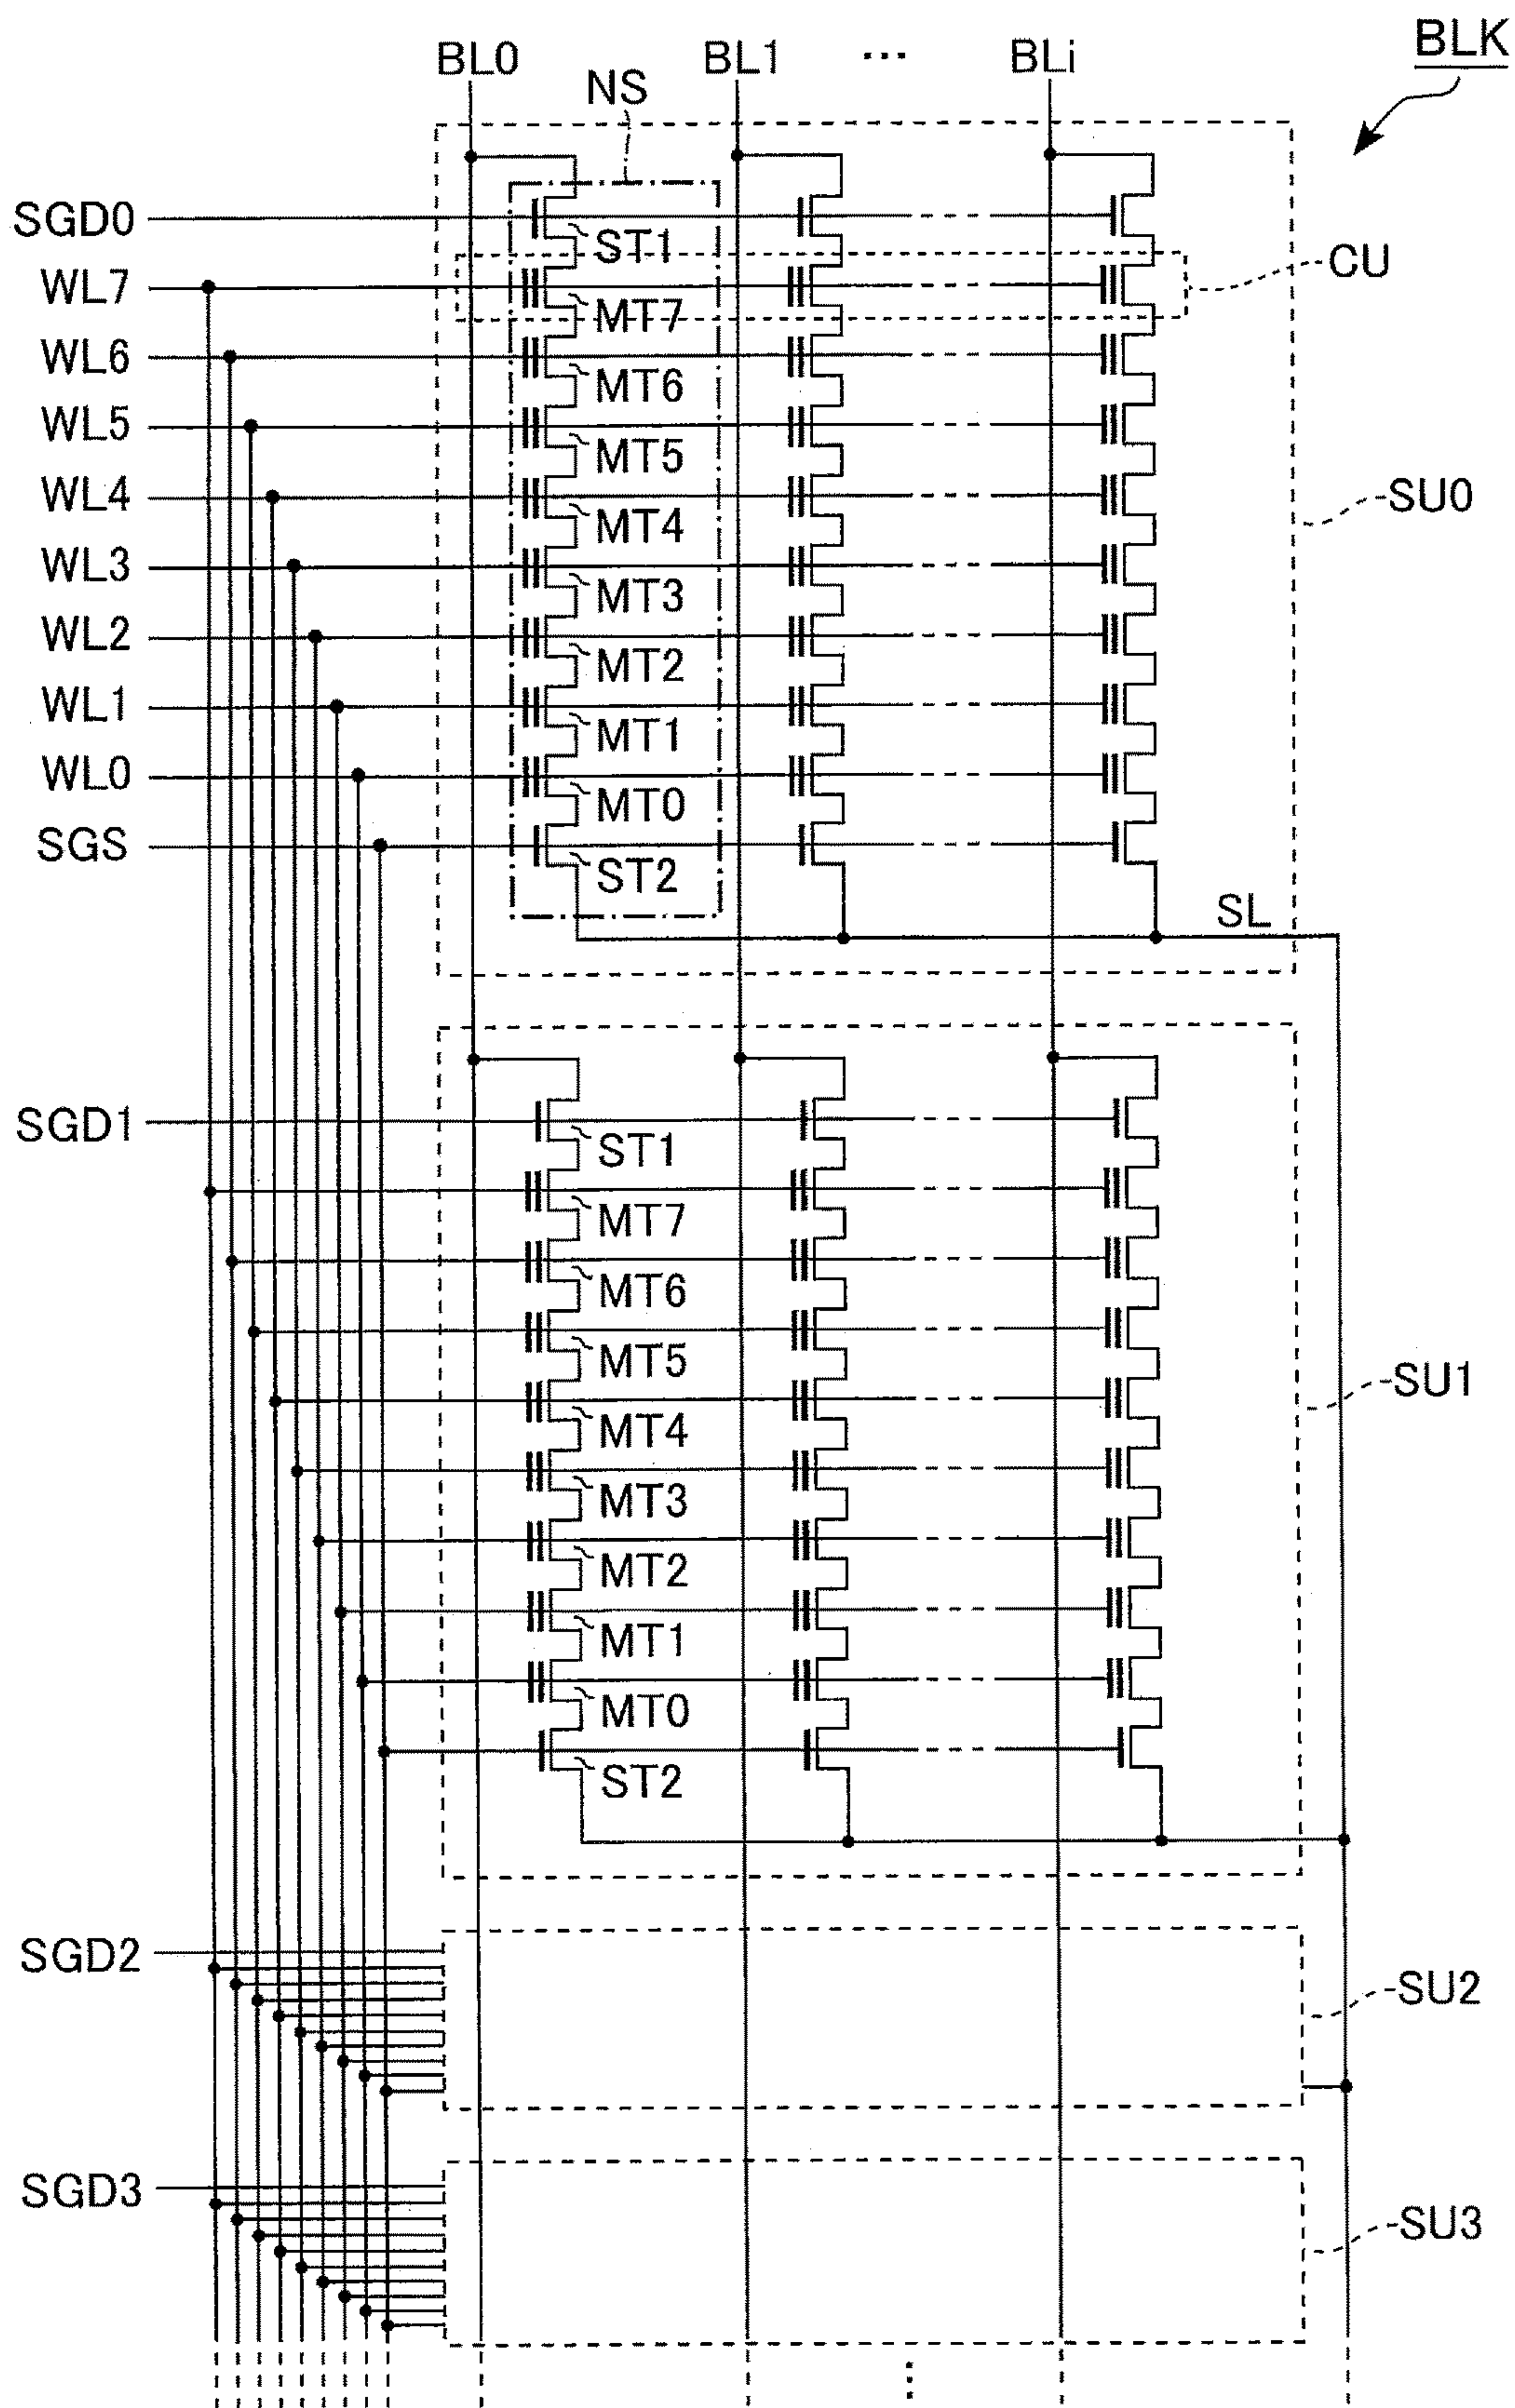 BLK
BL0 BL1 ... BLi
NS
SGD0
ST1
CU
WL7
MT7
WL6
MT6
WL5
MT5
WL4
MT4
SU0
WL3
MT3
WL2
MT2
WL1
MT1
WL0
MT0
SGS
ST2
SL
SGD1
ST1
MT7
MT6
MT5
SU1
MT4
MT3
MT2
MT1
MT0
ST2
SGD2
SU2
SGD3
SU3